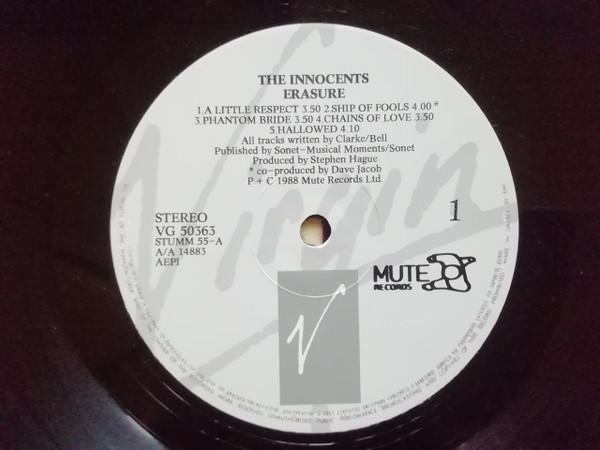 THE INNOCENTS
ERASURE
1.A LITTLE RESPECT 3.50 2.SHIP OF FOOLS 4.00*
3.PHANTOM BRIDE 3.50 4.CHAINS OF LOVE 3.50
5.HALLOWED 4.10
All tracks written by Clarke/Bell
Published by Sonet-Musical Moments/Sonet
Produced by Stephen Hague
* co-produced by Dave Jacob
P + C 1988 Mute Records Ltd.
Virgin
STEREO
VG 50363
STUMM 55-A
A/A 14883
AEPI
1
MUTE
RECORDS
V